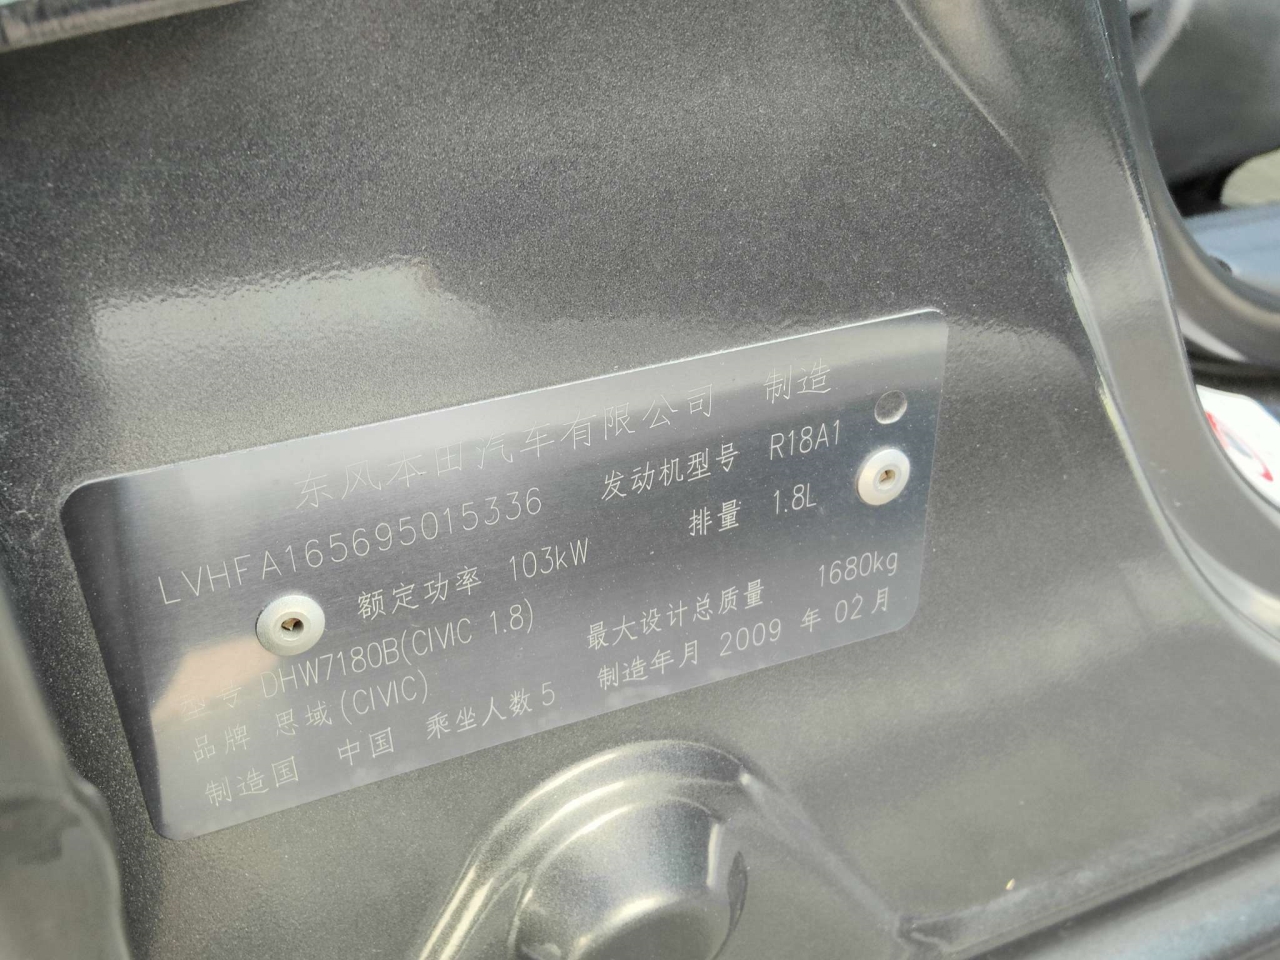 东风本田汽车有限公司 制造
LVHFA165695015336 发动机型号 R18A1
额定功率 103kW 排量 1.8L
型号 DHW7180B(CIVIC 1.8) 最大设计总质量 1680kg
品牌 思域(CIVIC) 制造年月 2009 年 02月
制造国 中国 乘坐人数5